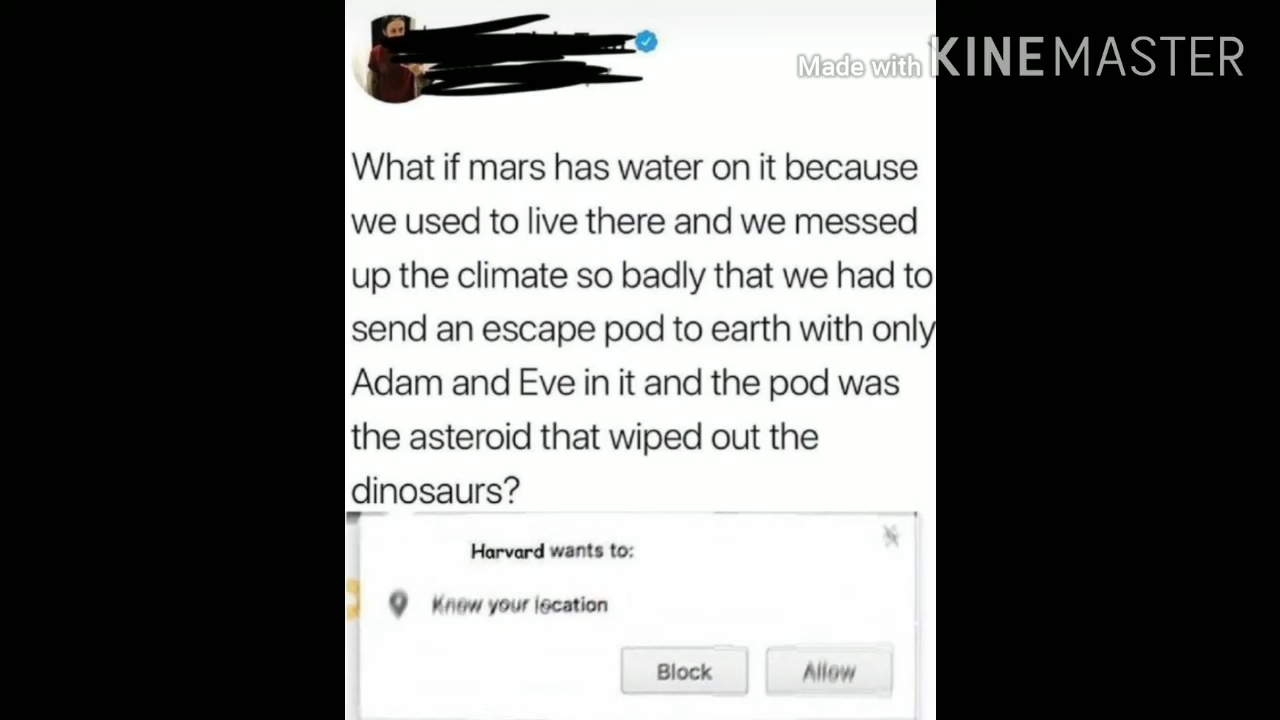 Made with KINEMASTER
What if mars has water on it because
we used to live there and we messed
up the climate so badly that we had to
send an escape pod to earth with only
Adam and Eve in it and the pod was
the asteroid that wiped out the
dinosaurs?
Harvard wants to:
Know your location
Block Allow